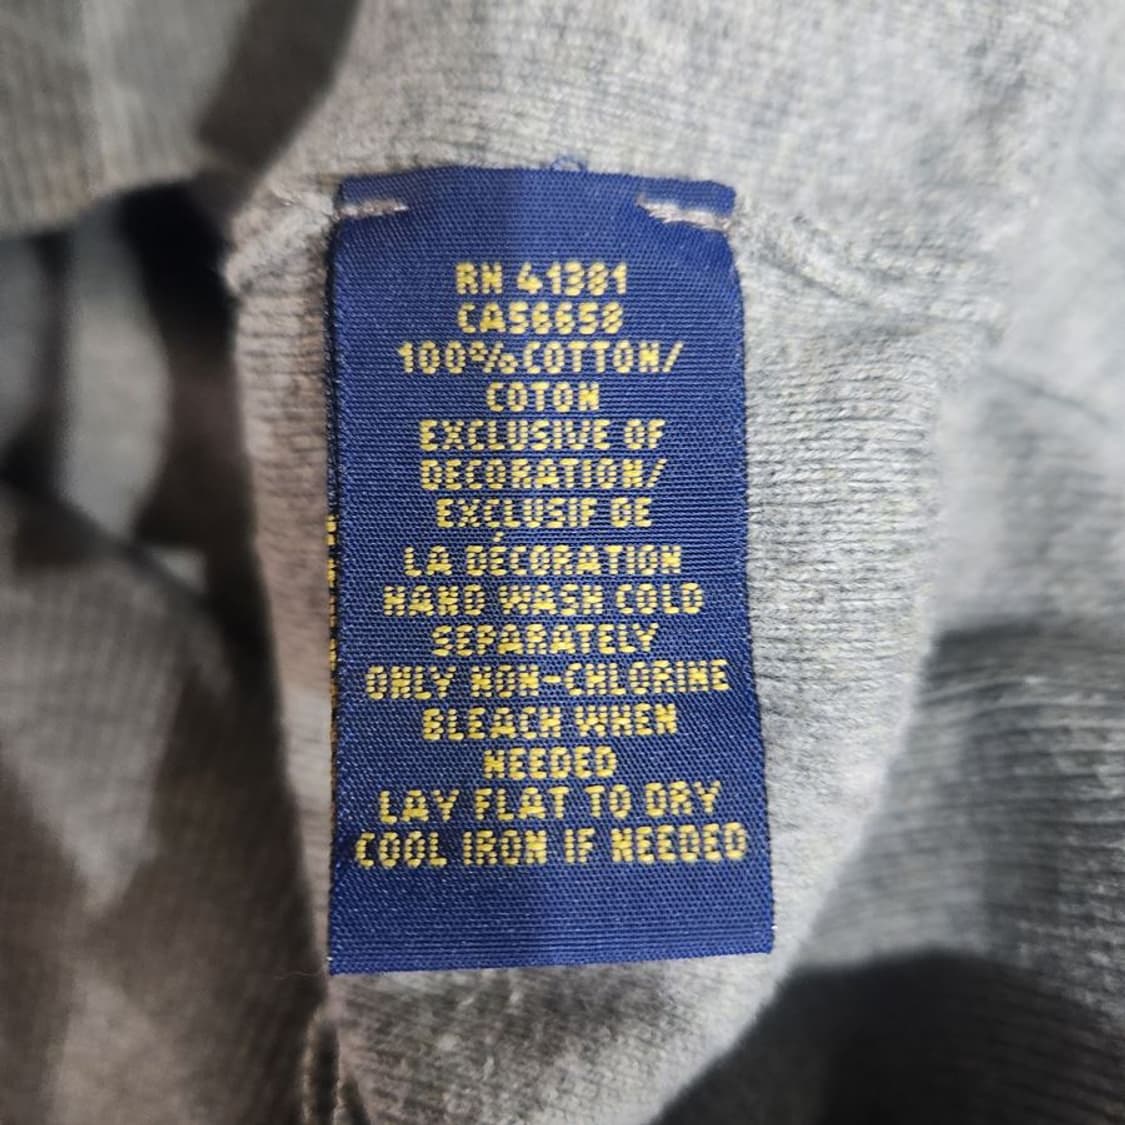 RN 41381
CA56658
100%COTTON/
COTON
EXCLUSIVE OF
DECORATION/
EXCLUSIF DE
LA DÉCORATION
HAND WASH COLD
SEPARATELY
ONLY NON-CHLORINE
BLEACH WHEN
NEEDED
LAY FLAT TO DRY
COOL IRON IF NEEDED